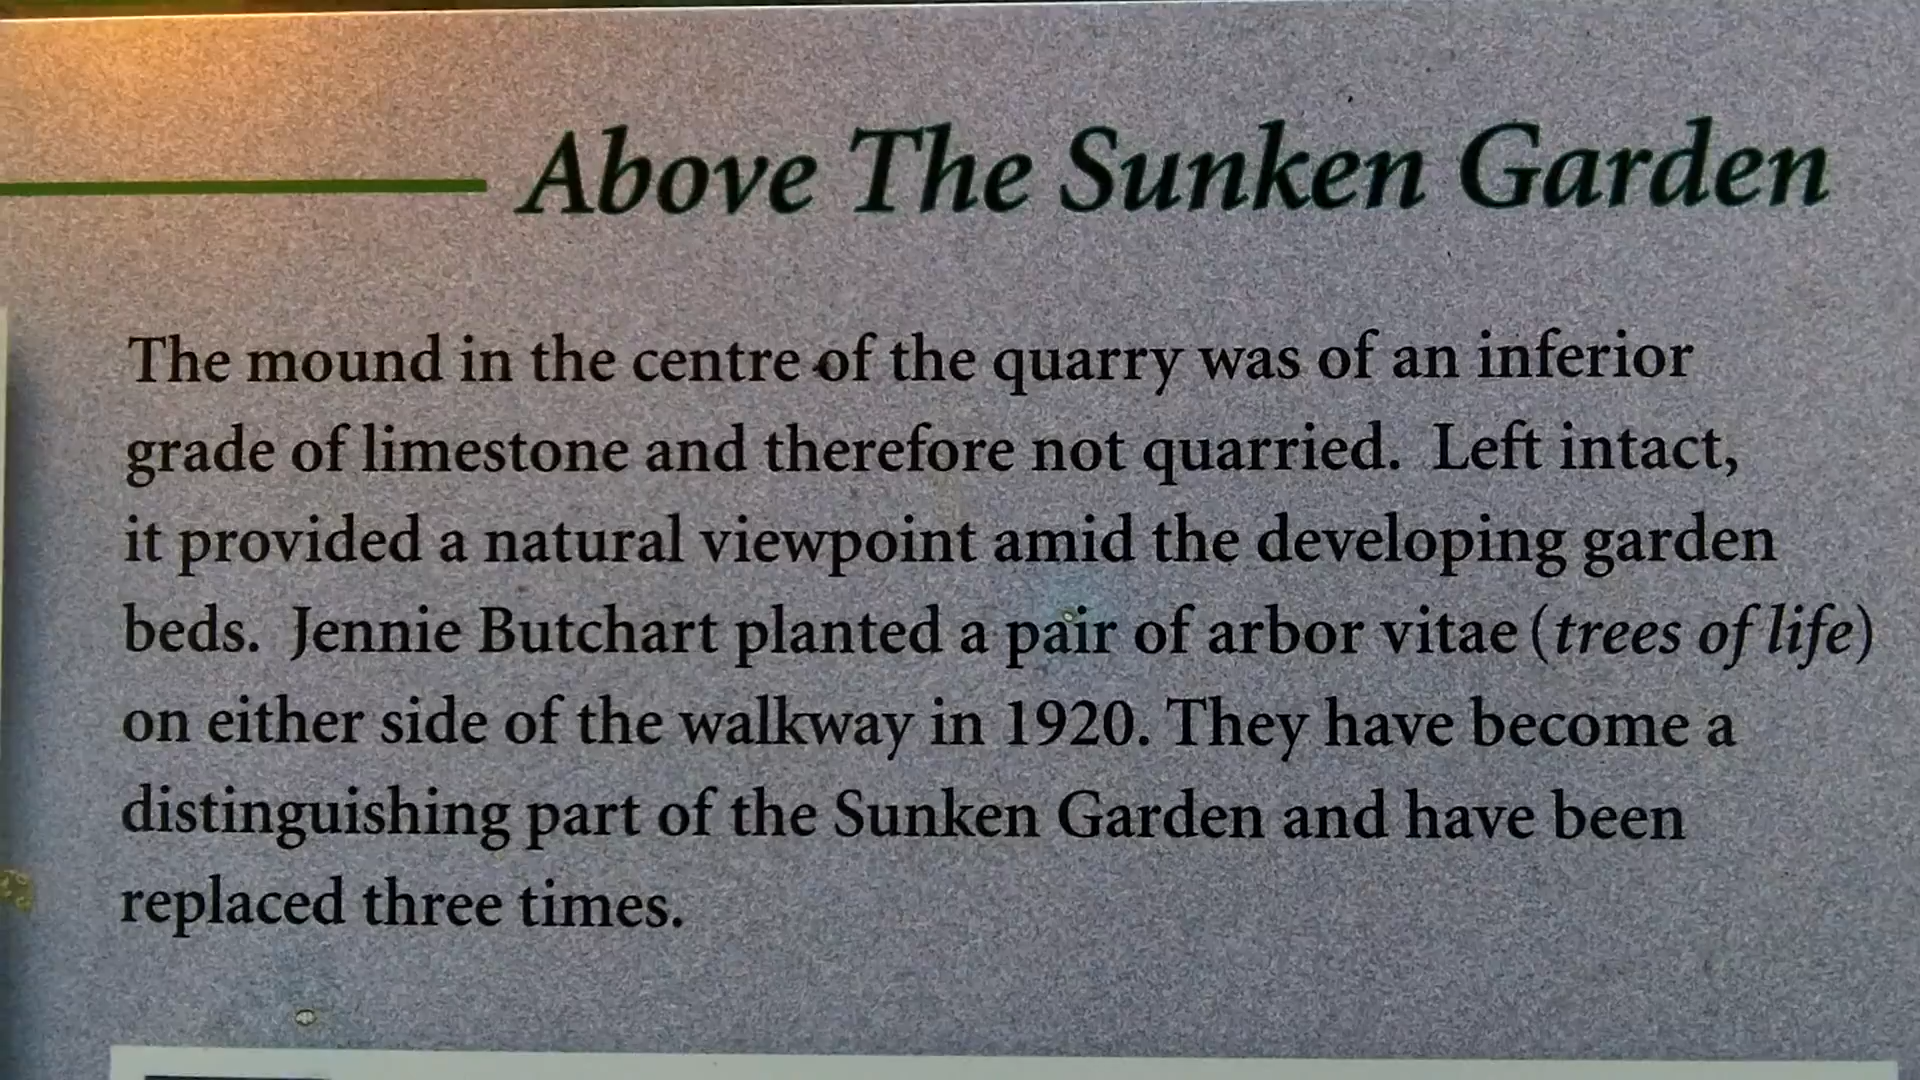 Above The Sunken Garden
The mound in the centre of the quarry was of an inferior
grade of limestone and therefore not quarried. Left intact,
it provided a natural viewpoint amid the developing garden
beds. Jennie Butchart planted a pair of arbor vitae (trees of life)
on either side of the walkway in 1920. They have become a
distinguishing part of the Sunken Garden and have been
replaced three times.